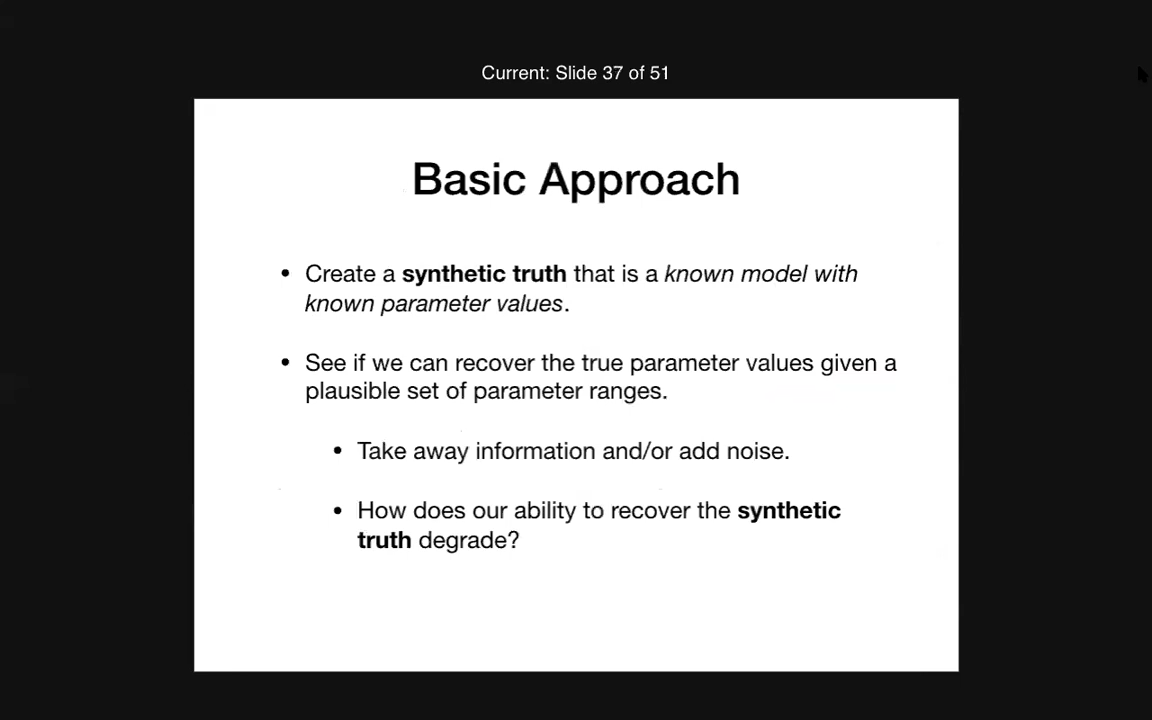 Current: Slide 37 of 51
Basic Approach
• Create a synthetic truth that is a known model with
known parameter values.
• See if we can recover the true parameter values given a
plausible set of parameter ranges.
• Take away information and/or add noise.
• How does our ability to recover the synthetic
truth degrade?